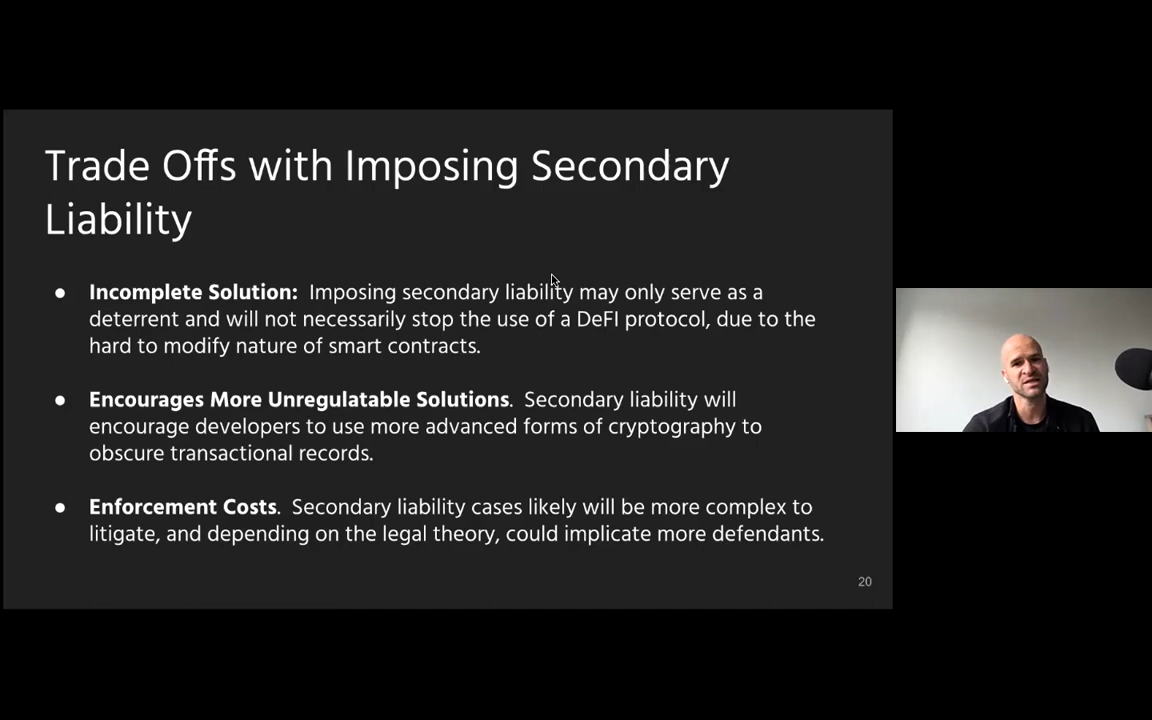 Trade Offs with Imposing Secondary
Liability
● Incomplete Solution: Imposing secondary liability may only serve as a
deterrent and will not necessarily stop the use of a DeFI protocol, due to the
hard to modify nature of smart contracts.
● Encourages More Unregulatable Solutions. Secondary liability will
encourage developers to use more advanced forms of cryptography to
obscure transactional records.
● Enforcement Costs. Secondary liability cases likely will be more complex to
litigate, and depending on the legal theory, could implicate more defendants.
20